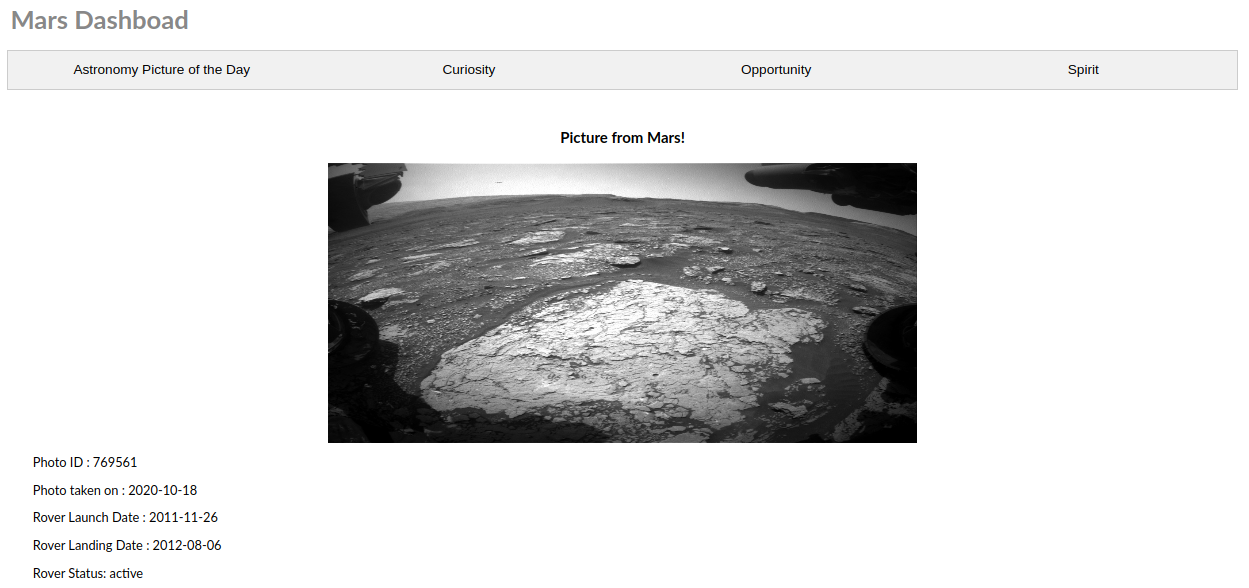 Mars Dashboad
Astronomy Picture of the Day Curiosity Opportunity Spirit
Picture from Mars!
Photo ID : 769561
Photo taken on : 2020-10-18
Rover Launch Date : 2011-11-26
Rover Landing Date : 2012-08-06
Rover Status: active